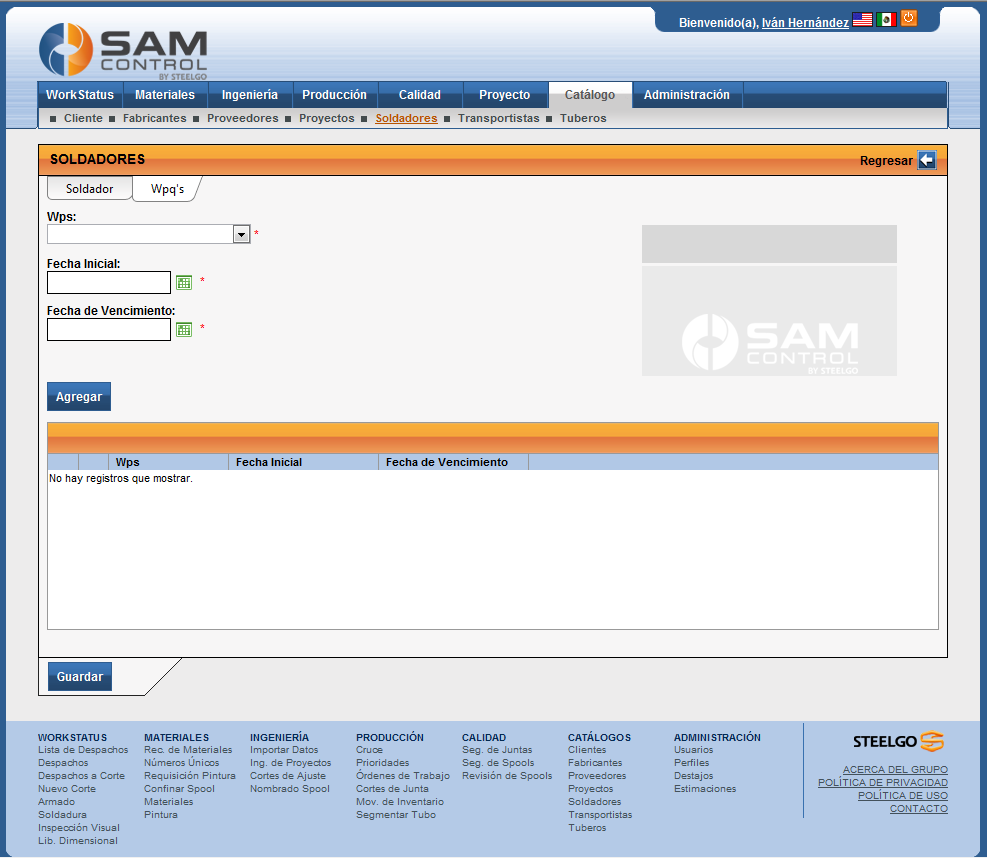 Bienvenido(a), Iván Hernández
SAM
CONTROL
BY STEELGO
WorkStatus Materiales Ingeniería Producción Calidad Proyecto Catálogo Administración
Cliente Fabricantes Proveedores Proyectos Soldadores Transportistas Tuberos
SOLDADORES Regresar
Soldador Wpq's
Wps:
*
Fecha Inicial:
*
Fecha de Vencimiento:
*
SAM
CONTROL
BY STEELGO
Agregar
Wps Fecha Inicial Fecha de Vencimiento
No hay registros que mostrar.
Guardar
WORKSTATUS
Lista de Despachos
Despachos
Despachos a Corte
Nuevo Corte
Armado
Soldadura
Inspección Visual
Lib. Dimensional
MATERIALES
Rec. de Materiales
Números Únicos
Requisición Pintura
Confinar Spool
Materiales
Pintura
INGENIERÍA
Importar Datos
Ing. de Proyectos
Cortes de Ajuste
Nombrado Spool
PRODUCCIÓN
Cruce
Prioridades
Órdenes de Trabajo
Cortes de Junta
Mov. de Inventario
Segmentar Tubo
CALIDAD
Seg. de Juntas
Seg. de Spools
Revisión de Spools
CATÁLOGOS
Clientes
Fabricantes
Proveedores
Proyectos
Soldadores
Transportistas
Tuberos
ADMINISTRACIÓN
Usuarios
Perfiles
Destajos
Estimaciones
STEELGO
ACERCA DEL GRUPO
POLÍTICA DE PRIVACIDAD
POLÍTICA DE USO
CONTACTO